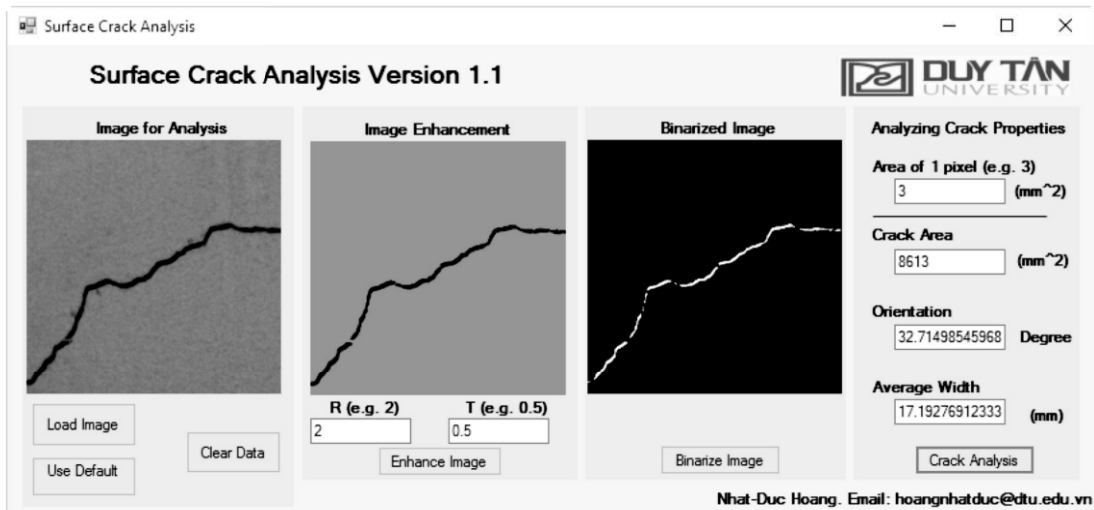 Surface Crack Analysis
Surface Crack Analysis Version 1.1
DUY TÂN
UNIVERSITY
Image for Analysis
Load Image
Use Default
Clear Data
Image Enhancement
R (e.g. 2)
T (e.g. 0.5)
2
0.5
Enhance Image
Binarized Image
Binarize Image
Analyzing Crack Properties
Area of 1 pixel (e.g. 3)
3 (mm^2)
Crack Area
8613 (mm^2)
Orientation
32.71498545968 Degree
Average Width
17.19276912333 (mm)
Crack Analysis
Nhat-Duc Hoang. Email: hoangnhatduc@dtu.edu.vn